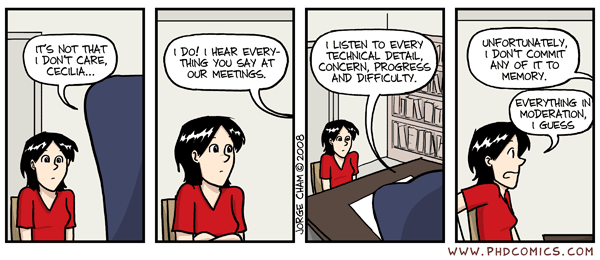 IT'S NOT THAT
I DON'T CARE,
CECILIA...
I DO! I HEAR EVERY-
THING YOU SAY AT
OUR MEETINGS.
I LISTEN TO EVERY
TECHNICAL DETAIL,
CONCERN, PROGRESS
AND DIFFICULTY.
UNFORTUNATELY,
I DON'T COMMIT
ANY OF IT TO
MEMORY.
EVERYTHING IN
MODERATION,
I GUESS
JORGE CHAM © 2008
WWW.PHDCOMICS.COM